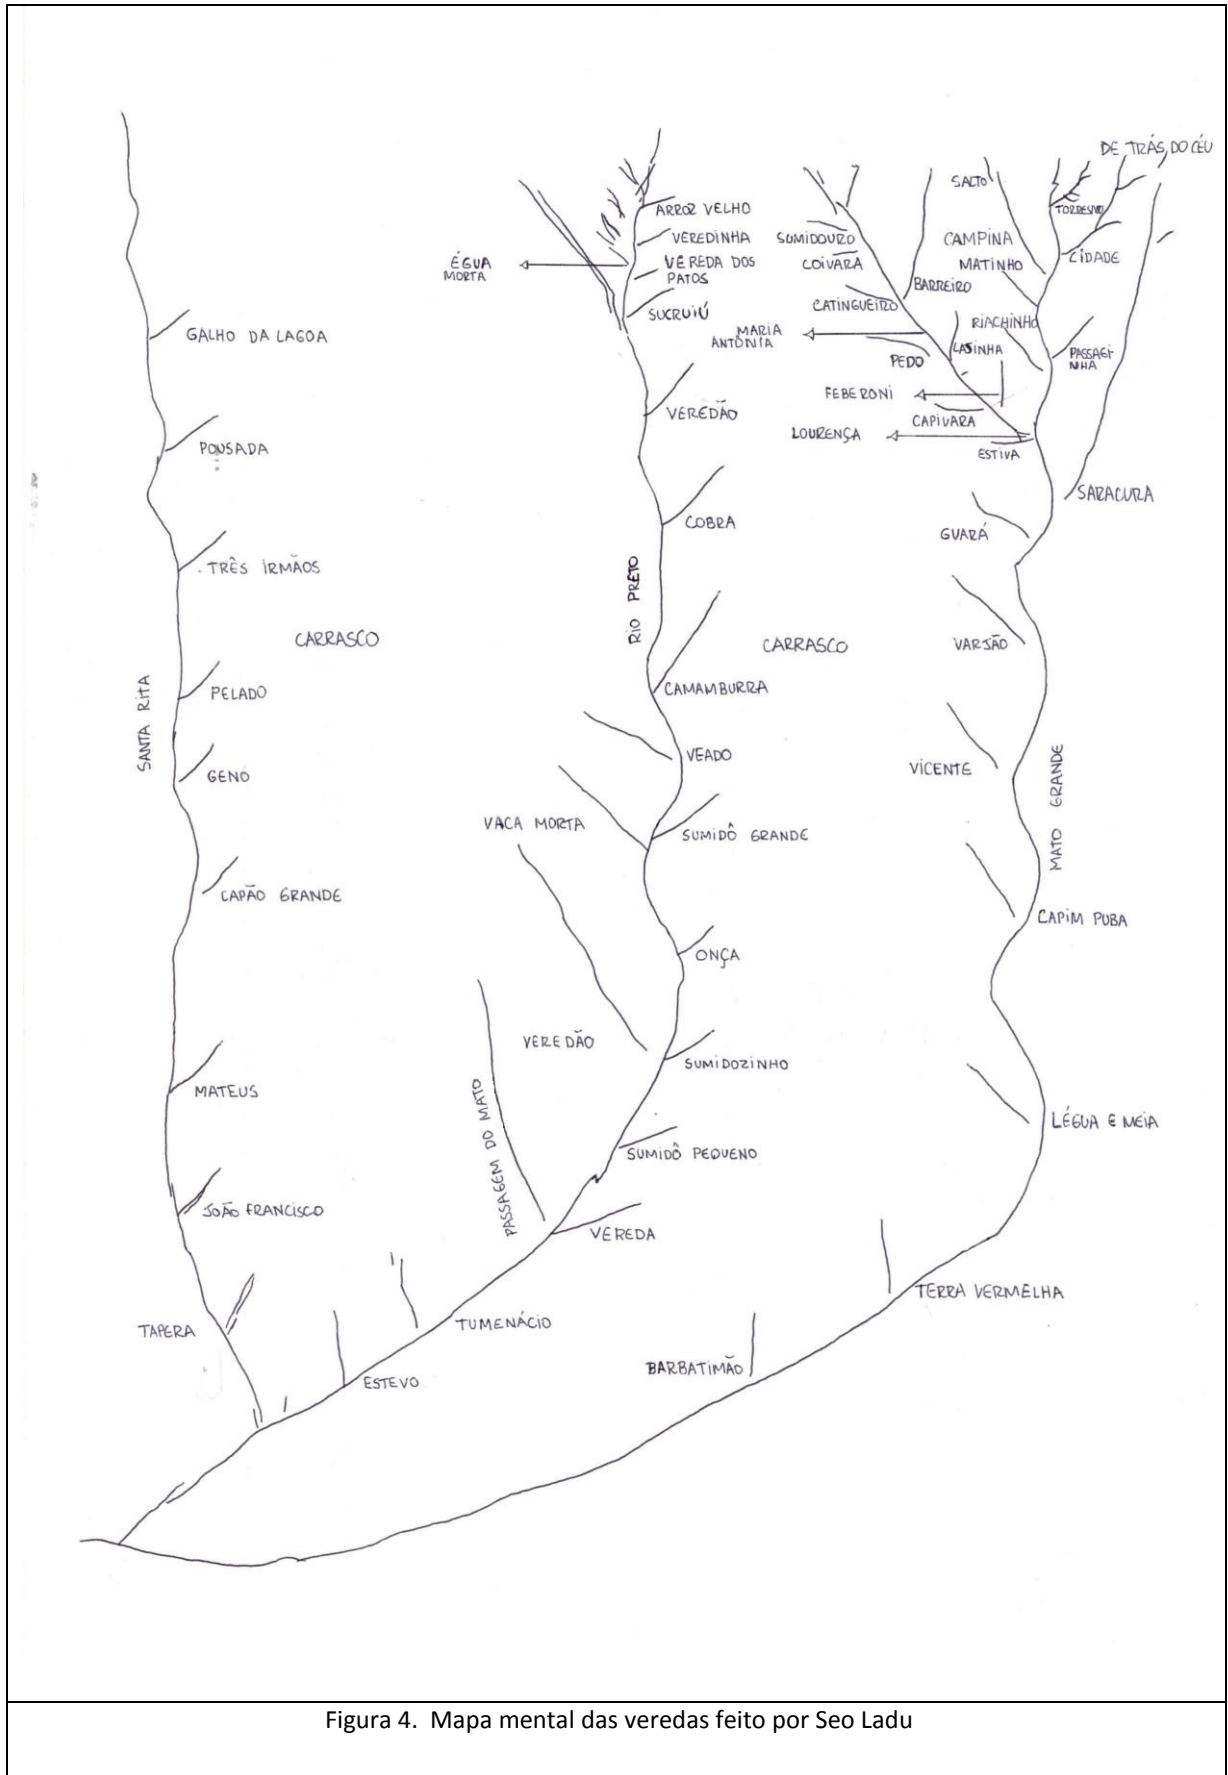 DE TRÁS DO CÉU
SALTO
ARROZ VELHO
SUMIDOURO
CAMPINA
VEREDINHA
CIDADE
ÉGUA
MORTA
VEREDA DOS
PATOS
COIVARA
MATINHO
BARREIRO
SUCRUIÚ
CATINGUEIRO
RIACHINHO
GALHO DA LAGOA
MARIA
ANTÔNIA
LASINHA
PASSAGI
NHA
PEDO
FEBERONI
VEREDÃO
CAPIVARA
LOURENÇA
POUSADA
ESTIVA
SARACURA
COBRA
GUARÁ
TRÊS IRMÃOS
RIO PRETO
CARRASCO
CARRASCO
VARJÃO
PELADO
CAMAMBURRA
SANTA RITA
VEADO
VICENTE
GENÓ
MATO GRANDE
VACA MORTA
SUMIDÔ GRANDE
CAPÃO GRANDE
CAPIM PUBA
ONÇA
VEREDÃO
SUMIDOZINHO
MATEUS
LÉGUA E MEIA
PASSAGEM DO MATO
SUMIDÔ PEQUENO
JOÃO FRANCISCO
VEREDA
TERRA VERMELHA
TAPERA
TUMENÁCIO
BARBATIMÃO
ESTEVO
Figura 4. Mapa mental das veredas feito por Seo Ladu